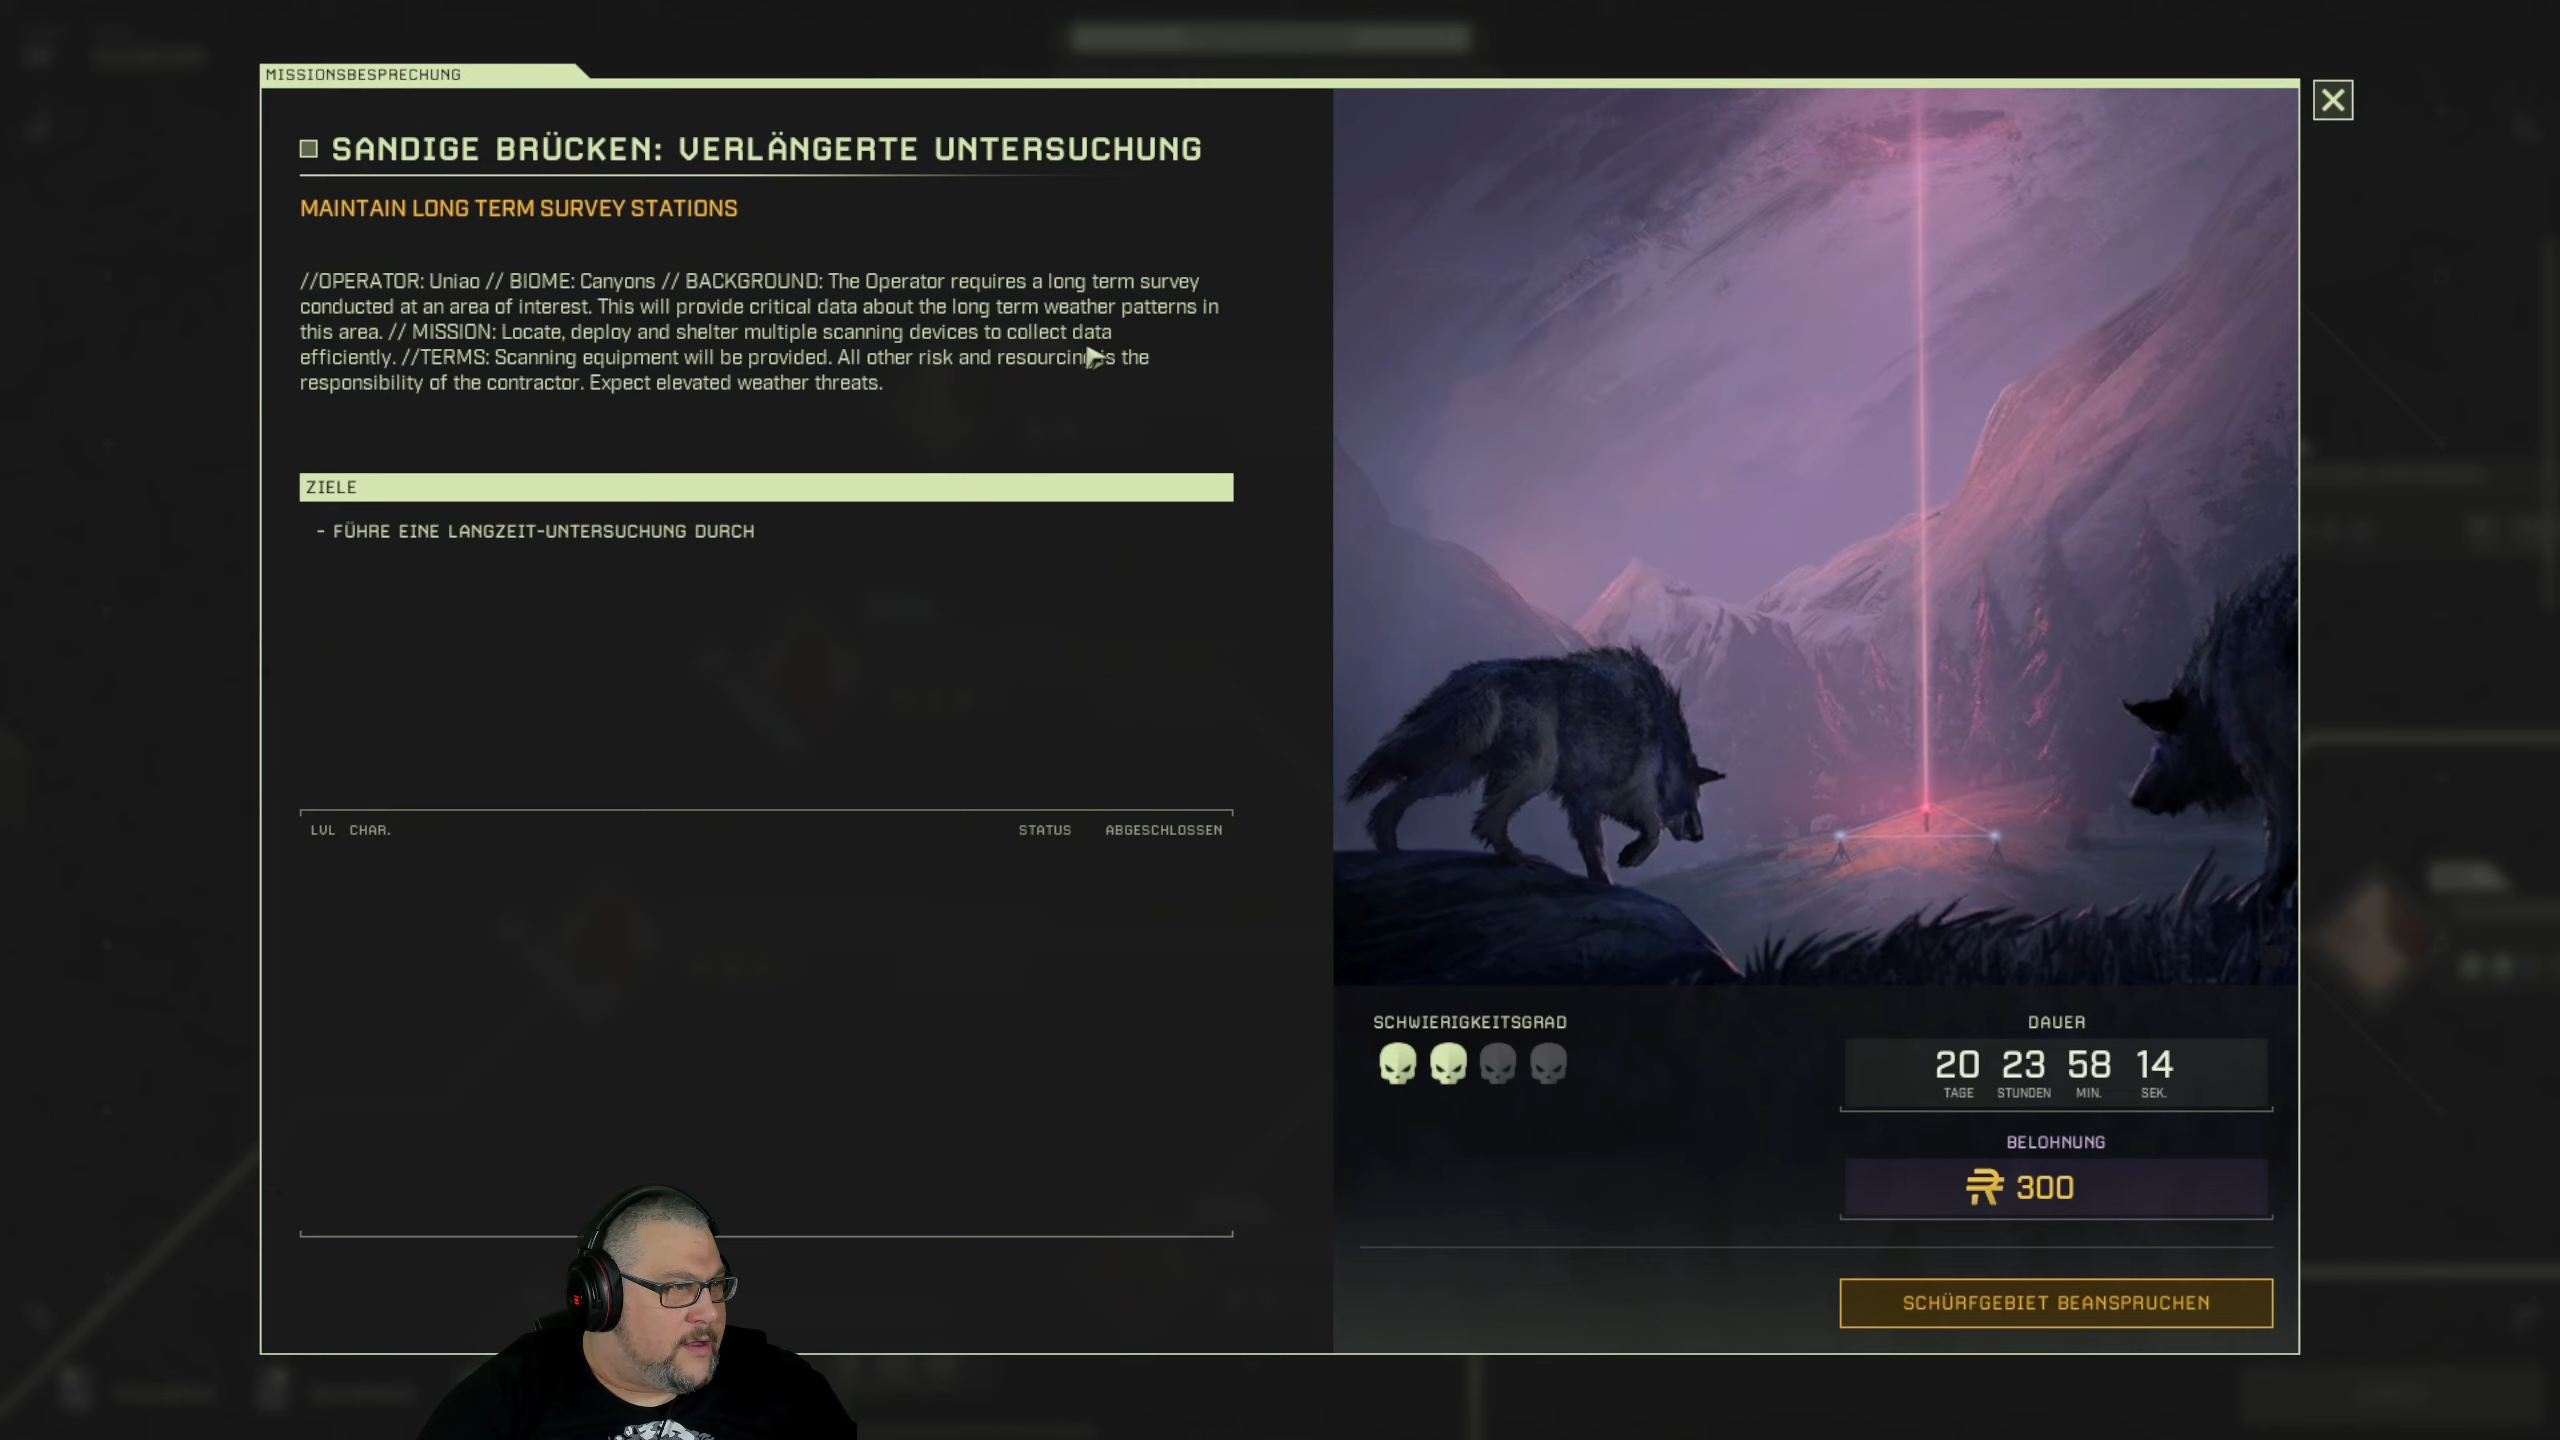 MISSIONSBESPRECHUNG
SANDIGE BRÜCKEN: VERLÄNGERTE UNTERSUCHUNG
MAINTAIN LONG TERM SURVEY STATIONS
//OPERATOR: Uniao // BIOME: Canyons // BACKGROUND: The Operator requires a long term survey
conducted at an area of interest. This will provide critical data about the long term weather patterns in
this area. // MISSION: Locate, deploy and shelter multiple scanning devices to collect data
efficiently. //TERMS: Scanning equipment will be provided. All other risk and resourcing is the
responsibility of the contractor. Expect elevated weather threats.
ZIELE
- FÜHRE EINE LANGZEIT-UNTERSUCHUNG DURCH
LVL CHAR. STATUS ABGESCHLOSSEN
SCHWIERIGKEITSGRAD
DAUER
20 23 58 14
TAGE STUNDEN MIN. SEK.
BELOHNUNG
300
SCHÜRFGEBIET BEANSPRUCHEN